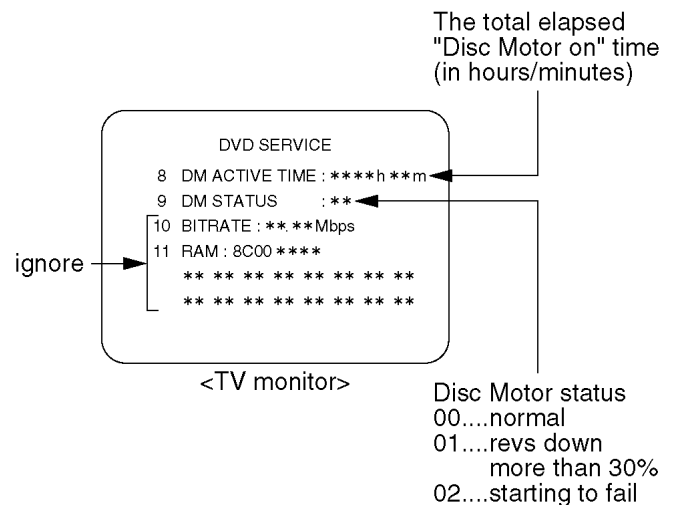 The total elapsed
"Disc Motor on" time
(in hours/minutes)
DVD SERVICE
8 DM ACTIVE TIME : ****h **m
9 DM STATUS : **
10 BITRATE : **.**Mbps
11 RAM : 8C00 ****
** ** ** ** ** ** ** **
** ** ** ** ** ** ** **
ignore
<TV monitor>
Disc Motor status
00....normal
01....revs down
more than 30%
02....starting to fail